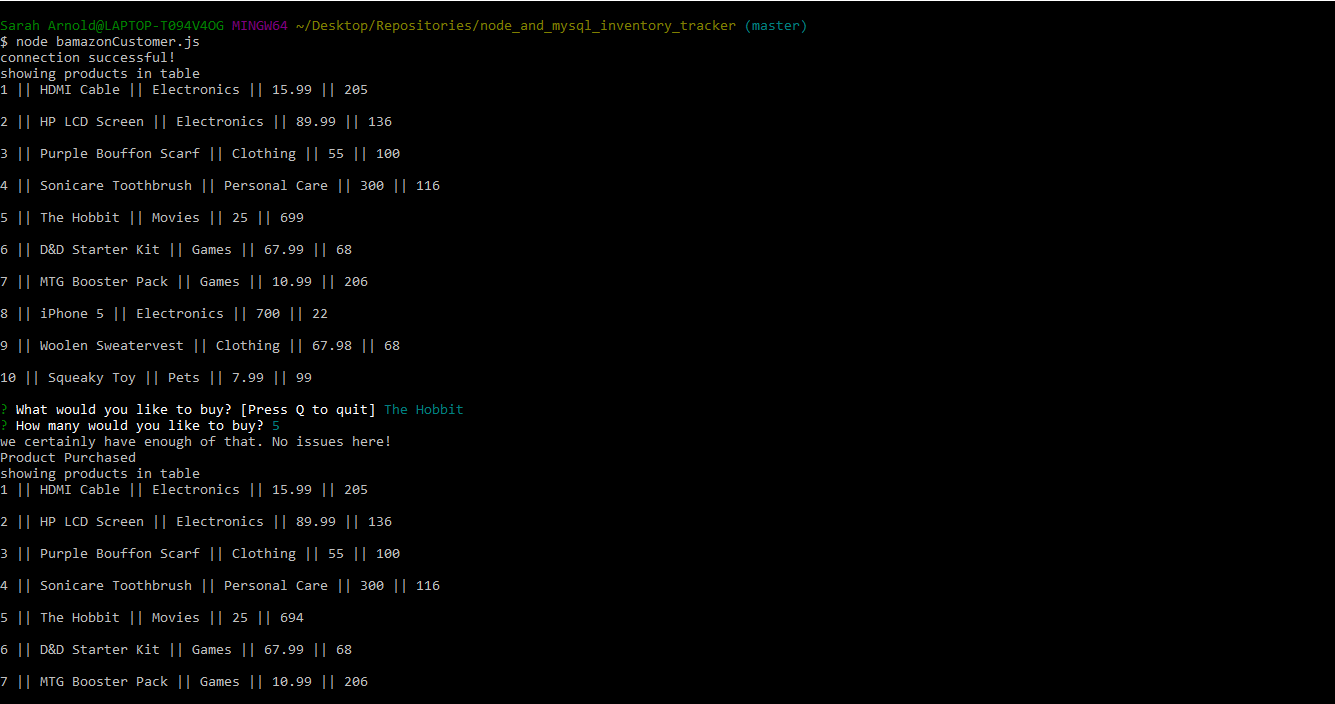 Sarah Arnold@LAPTOP-T094V4OG MINGW64 ~/Desktop/Repositories/node_and_mysql_inventory_tracker (master)
$ node bamazonCustomer.js
connection successful!
showing products in table
1 || HDMI Cable || Electronics || 15.99 || 205
2 || HP LCD Screen || Electronics || 89.99 || 136
3 || Purple Bouffon Scarf || Clothing || 55 || 100
4 || Sonicare Toothbrush || Personal Care || 300 || 116
5 || The Hobbit || Movies || 25 || 699
6 || D&D Starter Kit || Games || 67.99 || 68
7 || MTG Booster Pack || Games || 10.99 || 206
8 || iPhone 5 || Electronics || 700 || 22
9 || Woolen Sweatervest || Clothing || 67.98 || 68
10 || Squeaky Toy || Pets || 7.99 || 99
? What would you like to buy? [Press Q to quit] The Hobbit
? How many would you like to buy? 5
we certainly have enough of that. No issues here!
Product Purchased
showing products in table
1 || HDMI Cable || Electronics || 15.99 || 205
2 || HP LCD Screen || Electronics || 89.99 || 136
3 || Purple Bouffon Scarf || Clothing || 55 || 100
4 || Sonicare Toothbrush || Personal Care || 300 || 116
5 || The Hobbit || Movies || 25 || 694
6 || D&D Starter Kit || Games || 67.99 || 68
7 || MTG Booster Pack || Games || 10.99 || 206